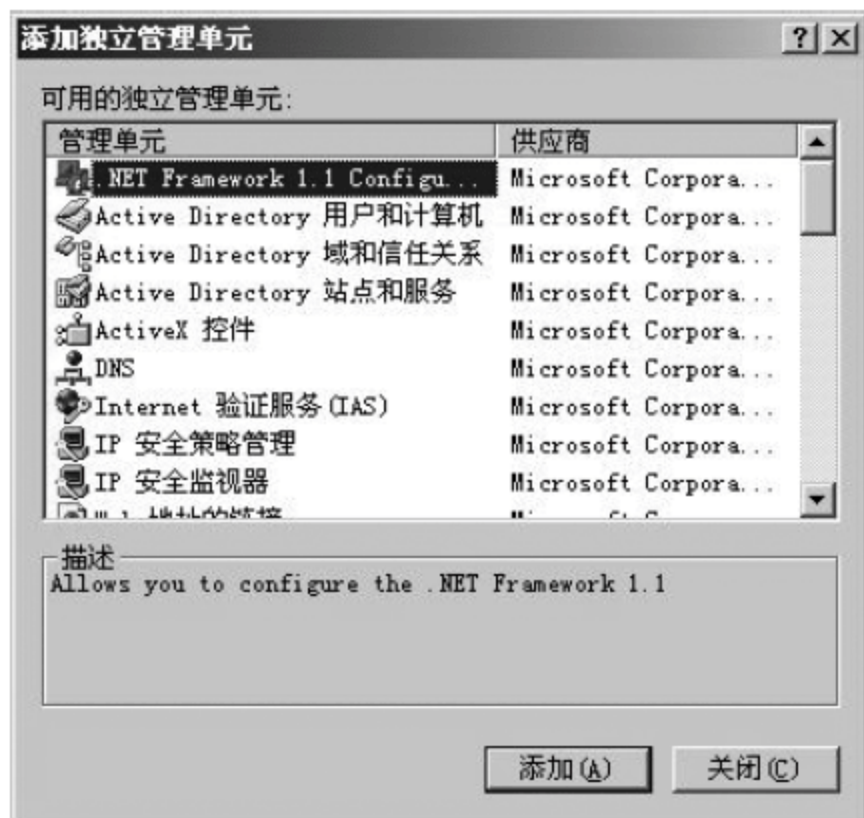 添加独立管理单元
可用的独立管理单元:
管理单元 供应商
.NET Framework 1.1 Configu... Microsoft Corpora...
Active Directory 用户和计算机 Microsoft Corpora...
Active Directory 域和信任关系 Microsoft Corpora...
Active Directory 站点和服务 Microsoft Corpora...
ActiveX 控件 Microsoft Corpora...
DNS Microsoft Corpora...
Internet 验证服务(IAS) Microsoft Corpora...
IP 安全策略管理 Microsoft Corpora...
IP 安全监视器 Microsoft Corpora...
描述
Allows you to configure the .NET Framework 1.1
添加(A) 关闭(C)